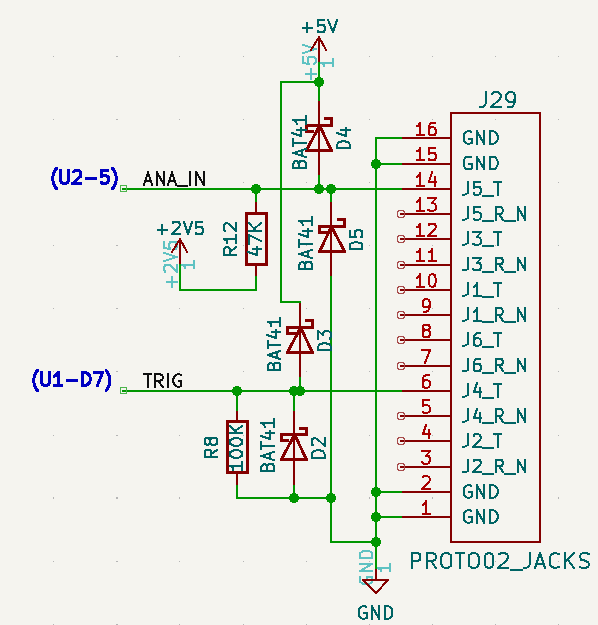 +5V
+5V
1
J29
BAT41
D4
16
GND
15
GND
(U2-5)
ANA_IN
14
J5_T
13
J5_R_N
+2V5
+2V5
1
R12
47K
BAT41
D5
12
J3_T
11
J3_R_N
10
J1_T
9
J1_R_N
BAT41
D3
8
J6_T
7
J6_R_N
(U1-D7)
TRIG
6
J4_T
5
J4_R_N
R8
100K
BAT41
D2
4
J2_T
3
J2_R_N
2
GND
1
GND
GND
1
PROTO02_JACKS
GND